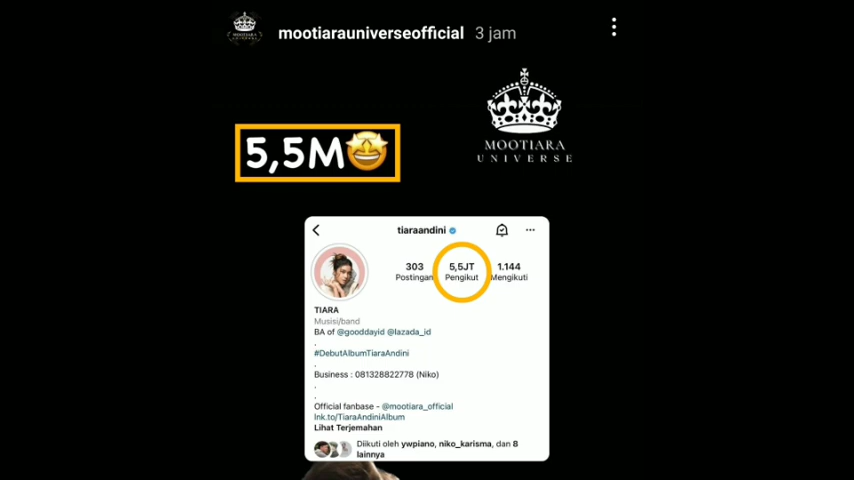 mootiarauniverseofficial 3 jam
MOOTIARA
UNIVERSE
5,5M
MOOTIARA
UNIVERSE
tiaraandini
303 5,5JT 1.144
Postingan Pengikut Mengikuti
TIARA
Musisi/band
BA of @gooddayid @lazada_id
.
#DebutAlbumTiaraAndini
.
Business : 081328822778 (Niko)
.
.
Official fanbase - @mootiara_official
lnk.to/TiaraAndiniAlbum
Lihat Terjemahan
Diikuti oleh ywpiano, niko_karisma, dan 8
lainnya